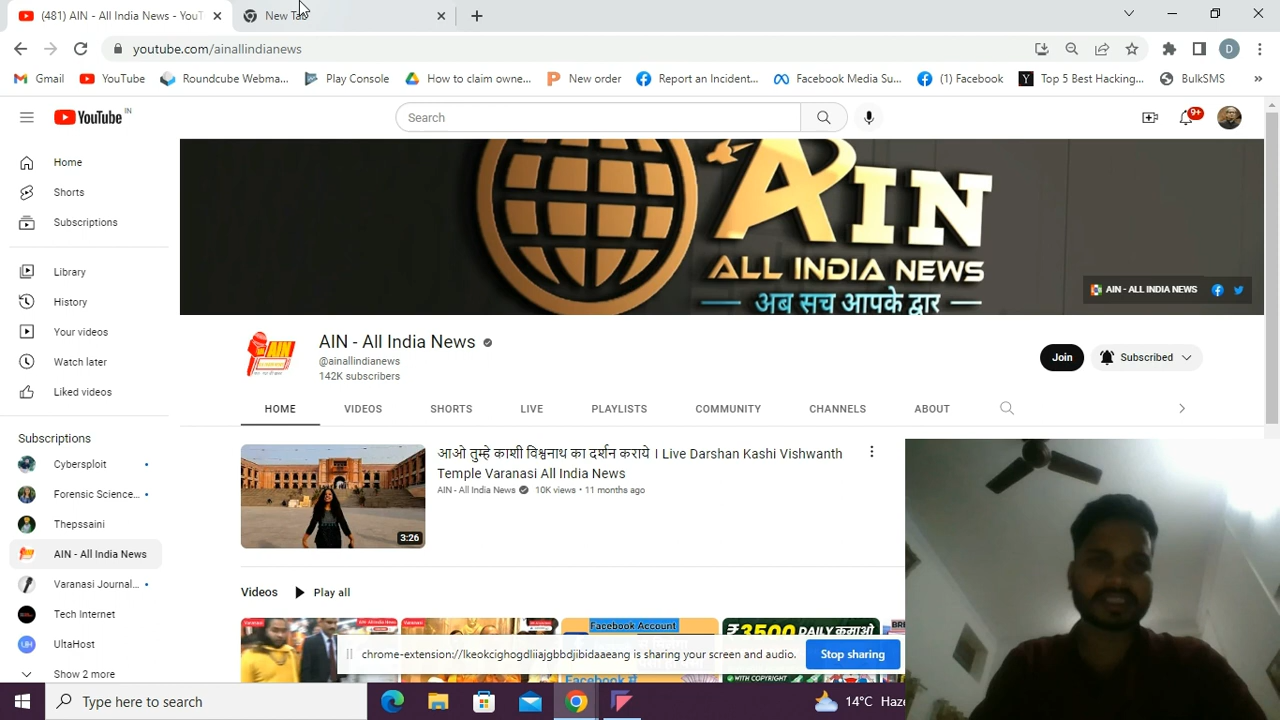 (481) AIN - All India News - YouT
New Tab
youtube.com/ainallindianews
Gmail
YouTube
Roundcube Webma...
Play Console
How to claim owne...
New order
Report an Incident...
Facebook Media Su...
(1) Facebook
Top 5 Best Hacking...
BulkSMS
YouTube IN
Search
9+
Home
Shorts
Subscriptions
Library
History
Your videos
Watch later
Liked videos
Subscriptions
Cybersploit
Forensic Science...
Thepssaini
AIN - All India News
Varanasi Journal...
Tech Internet
UltaHost
Show 2 more
AIN
ALL INDIA NEWS
अब सच आपके द्वार
AIN - ALL INDIA NEWS
AIN
AIN - All India News
@ainallindianews
142K subscribers
Join
Subscribed
HOME
VIDEOS
SHORTS
LIVE
PLAYLISTS
COMMUNITY
CHANNELS
ABOUT
आओ तुम्हे काशी विश्वनाथ का दर्शन कराये । Live Darshan Kashi Vishwanth
Temple Varanasi All India News
AIN - All India News 10K views • 11 months ago
3:26
Videos
Play all
Facebook Account
₹3500 DAILY कमाओ
Facebook में
WITH COPYRIGHT
chrome-extension://lkeokcighogdliiajgbbdjibidaaeang is sharing your screen and audio.
Stop sharing
Type here to search
14°C Haze